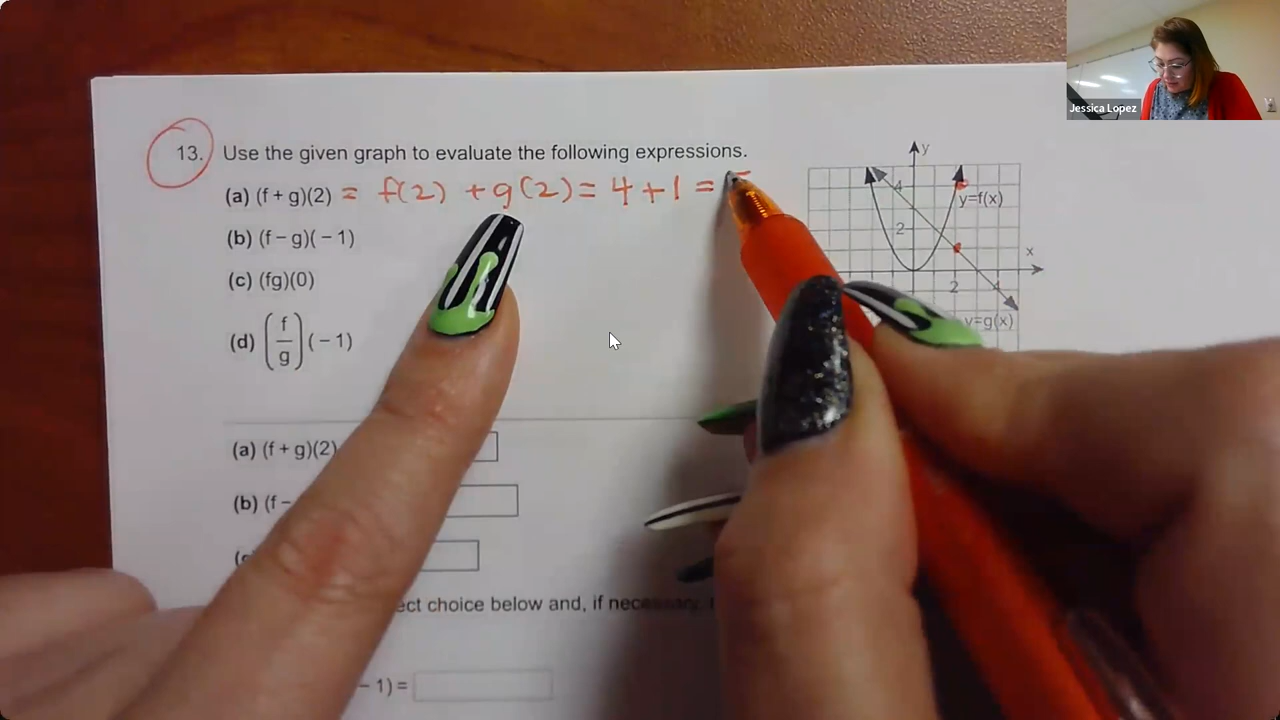 Jessica Lopez
13. Use the given graph to evaluate the following expressions.
(a) (f + g)(2) = f(2) + g(2) = 4 + 1 =
(b) (f − g)( − 1)
(c) (fg)(0)
(d) (f/g)( − 1)
y
4
y=f(x)
2
x
2
4
y=g(x)
(a) (f + g)(2)
(b) (f −
ect choice below and, if necessary,
− 1) =